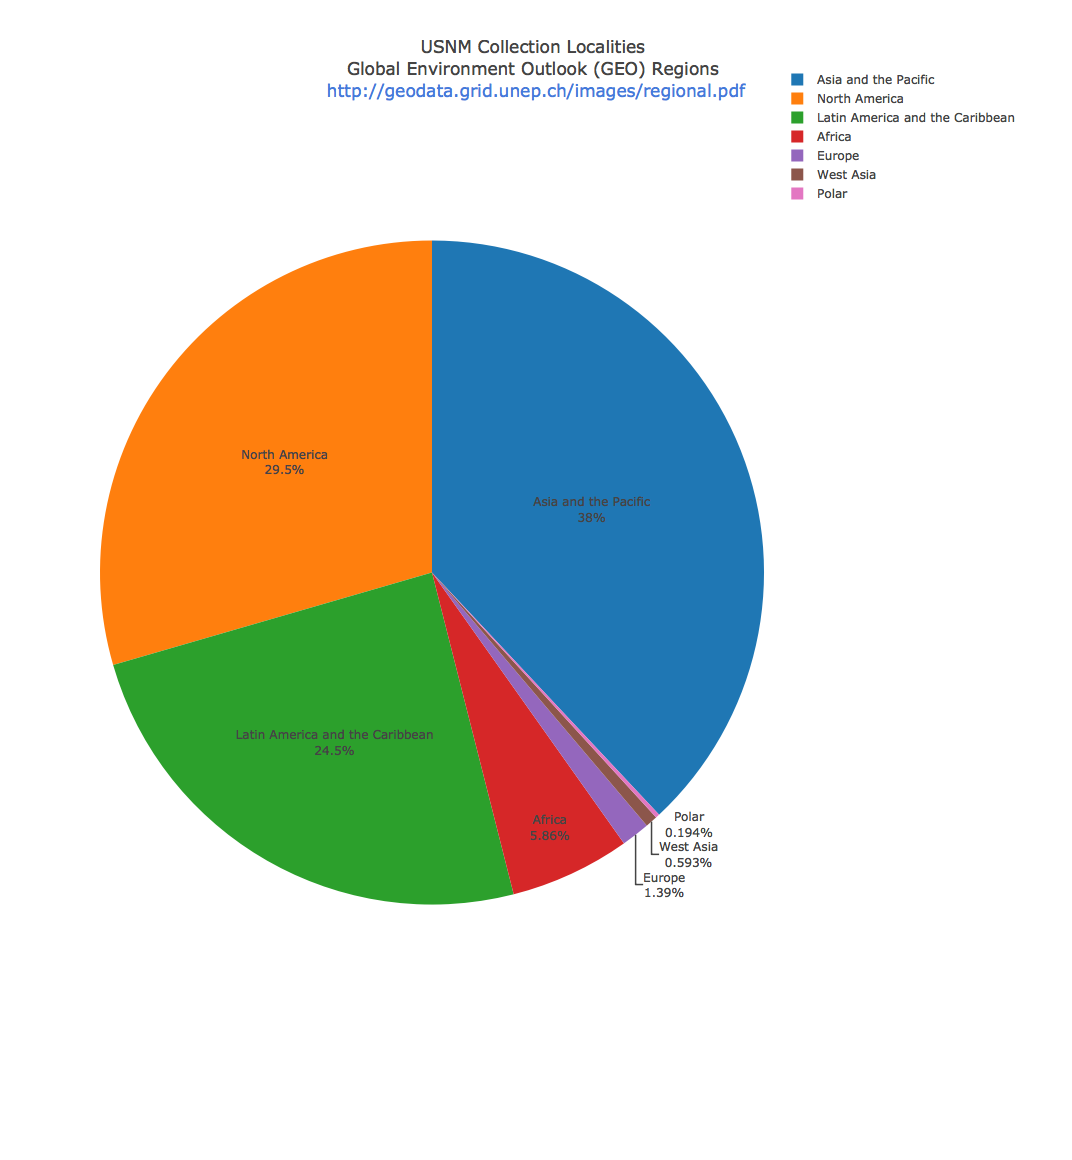 USNM Collection Localities
Global Environment Outlook (GEO) Regions
http://geodata.grid.unep.ch/images/regional.pdf
Asia and the Pacific
North America
Latin America and the Caribbean
Africa
Europe
West Asia
Polar
North America
29.5%
Asia and the Pacific
38%
Latin America and the Caribbean
24.5%
Africa
5.86%
Polar
0.194%
West Asia
0.593%
Europe
1.39%